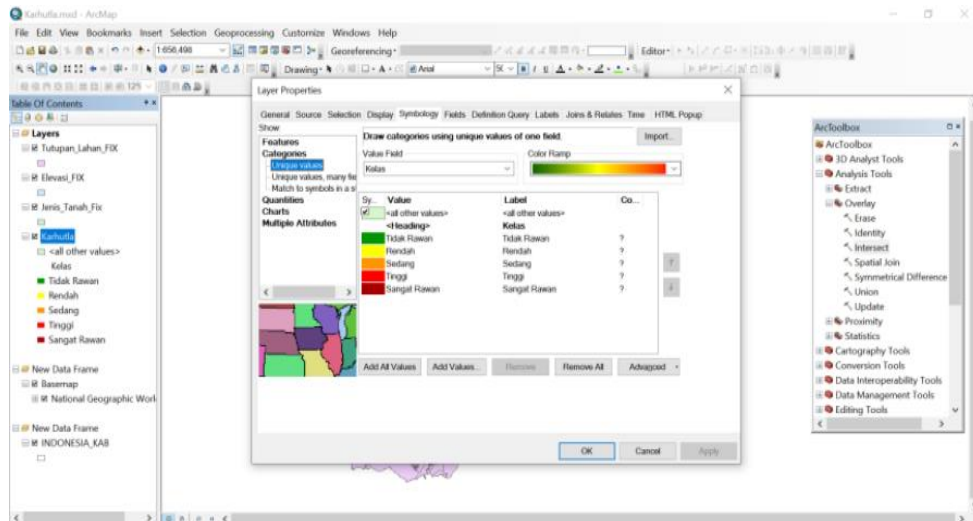 Karhutla.mxd - ArcMap
File Edit View Bookmarks Insert Selection Geoprocessing Customize Windows Help
1:656,498
Georeferencing
Editor
Drawing
Arial
125
Table Of Contents
Layers
Tutupan_Lahan_FIX
Elevasi_FIX
Jenis_Tanah_Fix
Karhutla
<all other values>
Kelas
Tidak Rawan
Rendah
Sedang
Tinggi
Sangat Rawan
New Data Frame
Basemap
National Geographic Worl
New Data Frame
INDONESIA_KAB
Layer Properties
General Source Selection Display Symbology Fields Definition Query Labels Joins & Relates Time HTML Popup
Show
Features
Categories
Unique values
Unique values, many fie
Match to symbols in a s
Quantities
Charts
Multiple Attributes
Draw categories using unique values of one field.
Import...
Value Field
Color Ramp
Kelas
Sy... Value Label Co...
<all other values> <all other values>
<Heading> Kelas
Tidak Rawan Tidak Rawan ?
Rendah Rendah ?
Sedang Sedang ?
Tinggi Tinggi ?
Sangat Rawan Sangat Rawan ?
Add All Values Add Values... Remove Remove All Advanced
OK Cancel Apply
ArcToolbox
ArcToolbox
3D Analyst Tools
Analysis Tools
Extract
Overlay
Erase
Identity
Intersect
Spatial Join
Symmetrical Difference
Union
Update
Proximity
Statistics
Cartography Tools
Conversion Tools
Data Interoperability Tools
Data Management Tools
Editing Tools